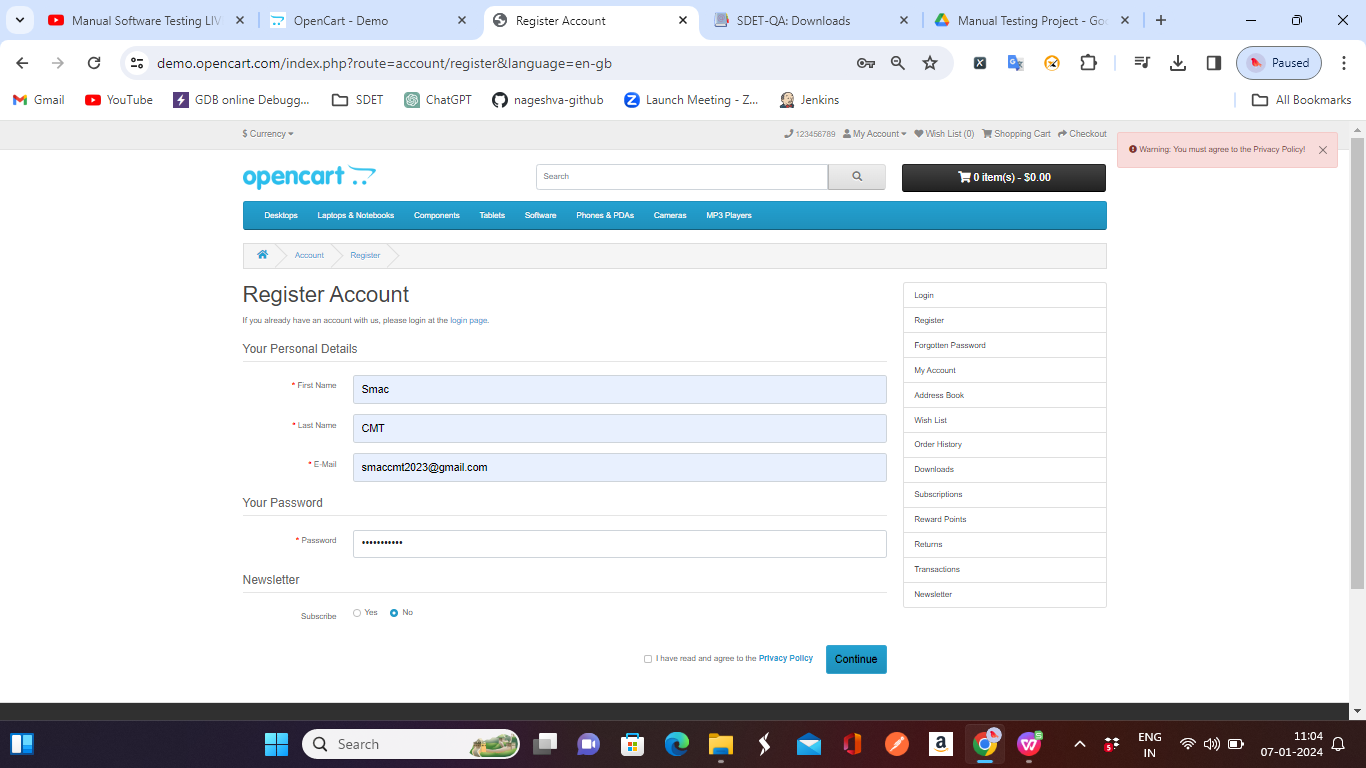 Manual Software Testing LIV
OpenCart - Demo
Register Account
SDET-QA: Downloads
Manual Testing Project - Goo
demo.opencart.com/index.php?route=account/register&language=en-gb
Paused
Gmail
YouTube
GDB online Debugg...
SDET
ChatGPT
nageshva-github
Launch Meeting - Z...
Jenkins
All Bookmarks
$ Currency
123456789
My Account
Wish List (0)
Shopping Cart
Checkout
Warning: You must agree to the Privacy Policy!
opencart
Search
0 item(s) - $0.00
Desktops
Laptops & Notebooks
Components
Tablets
Software
Phones & PDAs
Cameras
MP3 Players
Account
Register
Register Account
If you already have an account with us, please login at the login page.
Your Personal Details
* First Name
Smac
* Last Name
CMT
* E-Mail
smaccmt2023@gmail.com
Your Password
* Password
•••••••••••
Newsletter
Subscribe
Yes
No
I have read and agree to the Privacy Policy
Continue
Login
Register
Forgotten Password
My Account
Address Book
Wish List
Order History
Downloads
Subscriptions
Reward Points
Returns
Transactions
Newsletter
Search
ENG
IN
11:04
07-01-2024